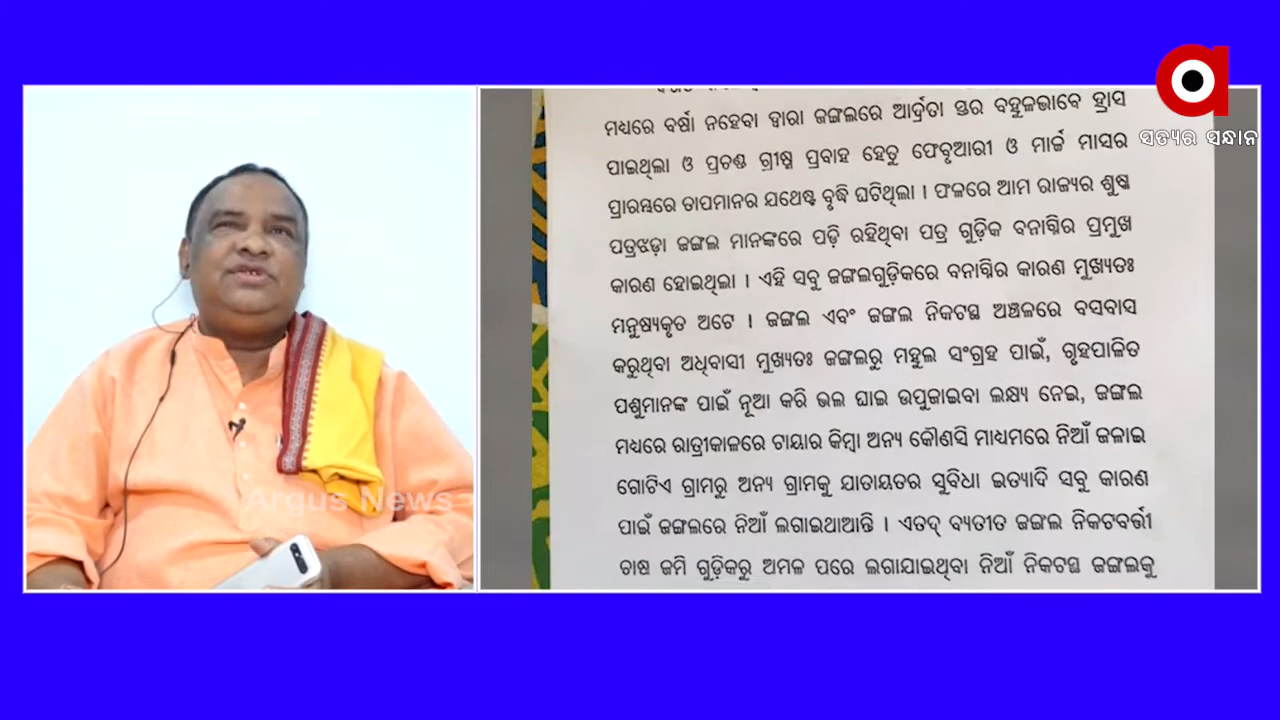 ସତ୍ୟର ସନ୍ଧାନ
ମଧ୍ୟରେ ବର୍ଷା ନହେବା ଦ୍ୱାରା ଜଙ୍ଗଲରେ ଆର୍ଦ୍ରତା ସ୍ତର ବହୁଳଭାବେ ହ୍ରାସ
ପାଇଥିଲା ଓ ପ୍ରଚଣ୍ଡ ଗ୍ରୀଷ୍ମ ପ୍ରବାହ ହେତୁ ଫେବୃଆରୀ ଓ ମାର୍ଚ୍ଚ ମାସର
ପ୍ରାରମ୍ଭରେ ତାପମାନର ଯଥେଷ୍ଟ ବୃଦ୍ଧି ଘଟିଥିଲା । ଫଳରେ ଆମ ରାଜ୍ୟର ଶୁଷ୍କ
ପତ୍ରଝଡ଼ା ଜଙ୍ଗଲ ମାନଙ୍କରେ ପଡ଼ି ରହିଥିବା ପତ୍ର ଗୁଡ଼ିକ ବନାଗ୍ନିର ପ୍ରମୁଖ
କାରଣ ହୋଇଥିଲା । ଏହି ସବୁ ଜଙ୍ଗଲଗୁଡ଼ିକରେ ବନାଗ୍ନିର କାରଣ ମୁଖ୍ୟତଃ
ମନୁଷ୍ୟକୃତ ଅଟେ । ଜଙ୍ଗଲ ଏବଂ ଜଙ୍ଗଲ ନିକଟସ୍ଥ ଅଞ୍ଚଳରେ ବସବାସ
କରୁଥିବା ଅଧିବାସୀ ମୁଖ୍ୟତଃ ଜଙ୍ଗଲରୁ ମହୁଲ ସଂଗ୍ରହ ପାଇଁ, ଗୃହପାଳିତ
ପଶୁମାନଙ୍କ ପାଇଁ ନୂଆ କରି ଭଲ ଘାଇ ଉପୁଜାଇବା ଲକ୍ଷ୍ୟ ନେଇ, ଜଙ୍ଗଲ
ମଧ୍ୟରେ ରାତ୍ରୀକାଳରେ ଟାୟାର କିମ୍ବା ଅନ୍ୟ କୌଣସି ମାଧ୍ୟମରେ ନିଆଁ ଜଳାଇ
ଗୋଟିଏ ଗ୍ରାମରୁ ଅନ୍ୟ ଗ୍ରାମକୁ ଯାତାୟତର ସୁବିଧା ଇତ୍ୟାଦି ସବୁ କାରଣ
ପାଇଁ ଜଙ୍ଗଲରେ ନିଆଁ ଲଗାଇଥାଆନ୍ତି । ଏତଦ୍ ବ୍ୟତୀତ ଜଙ୍ଗଲ ନିକଟବର୍ତ୍ତୀ
ଚାଷ ଜମି ଗୁଡ଼ିକରୁ ଅମଳ ପରେ ଲଗାଯାଇଥିବା ନିଆଁ ନିକଟସ୍ଥ ଜଙ୍ଗଲକୁ
Argus News